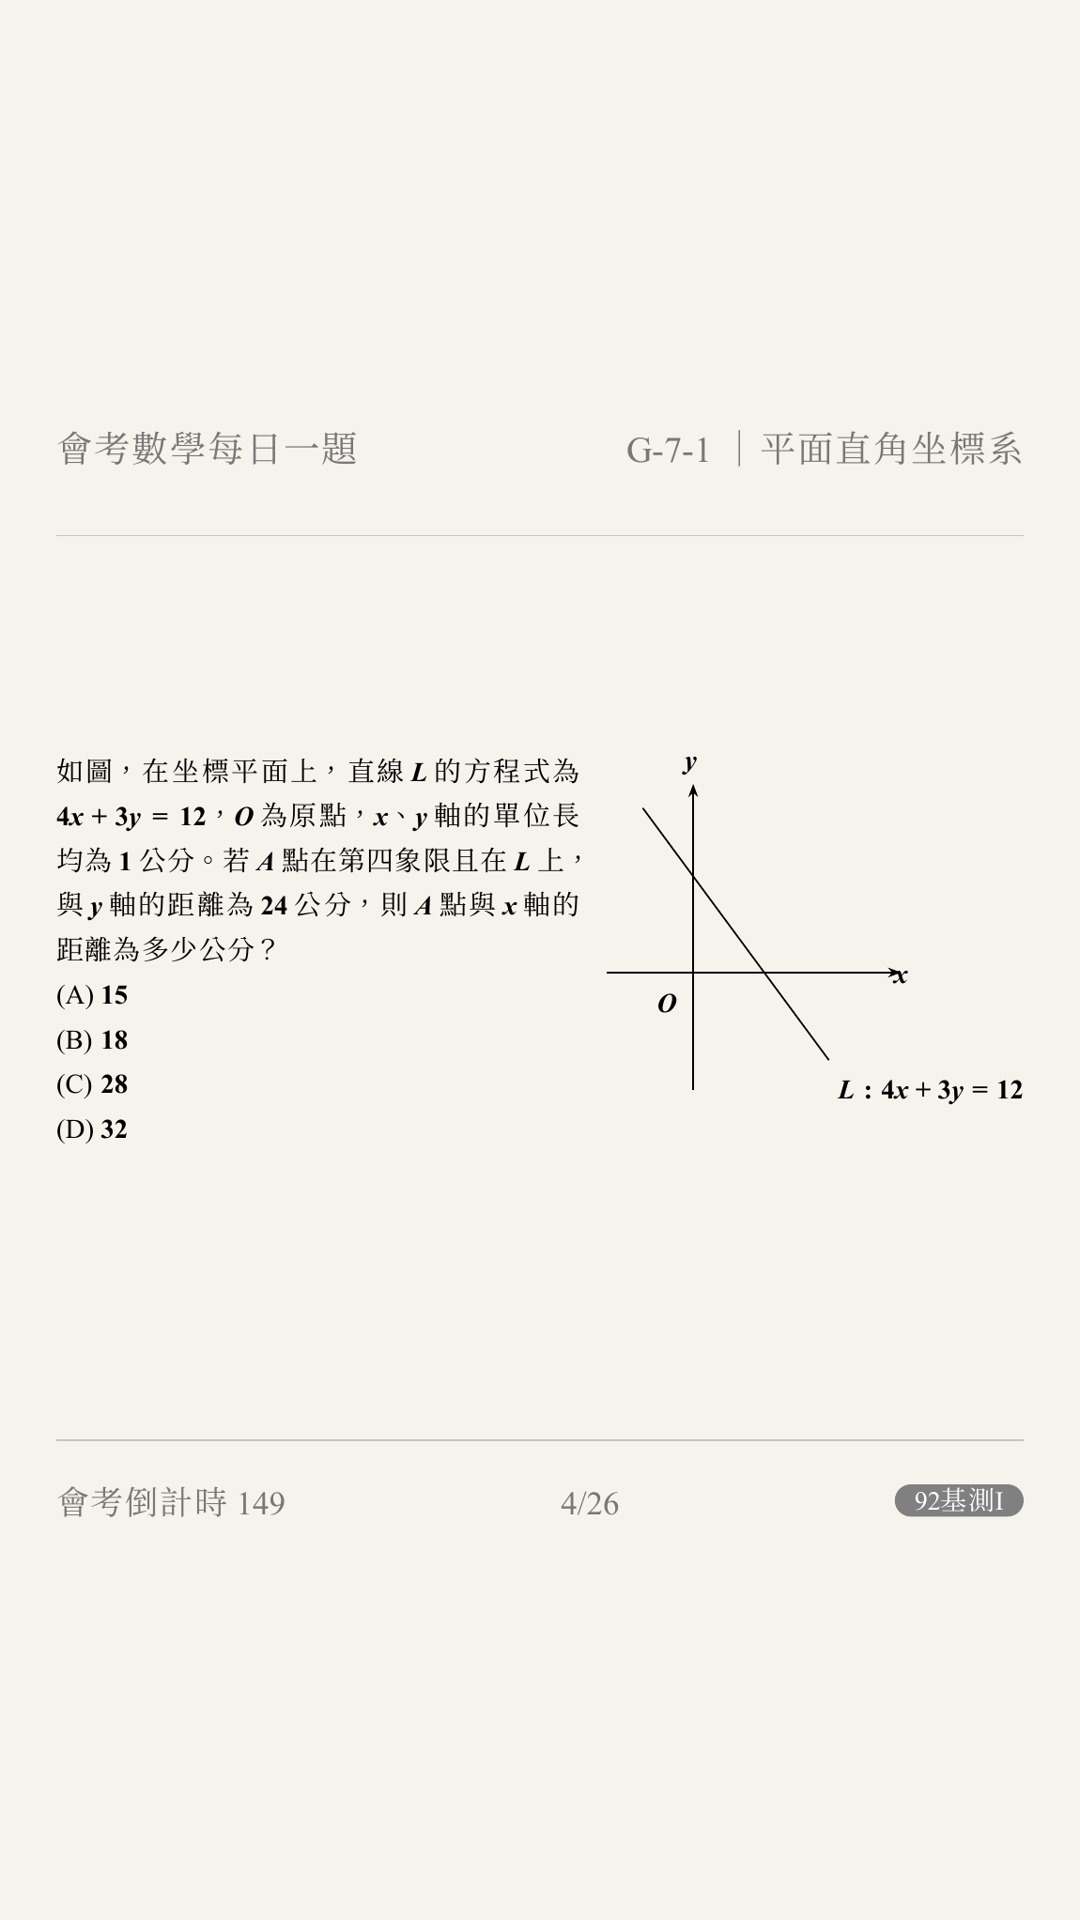 會考數學每日一題
G-7-1｜平面直角坐標系
如圖，在坐標平面上，直線 L 的方程式為
4x + 3y = 12，O 為原點，x、y 軸的單位長
均為 1 公分。若 A 點在第四象限且在 L 上，
與 y 軸的距離為 24 公分，則 A 點與 x 軸的
距離為多少公分？
(A) 15
(B) 18
(C) 28
(D) 32
y
x
O
L : 4x + 3y = 12
會考倒計時 149
4/26
92基測I